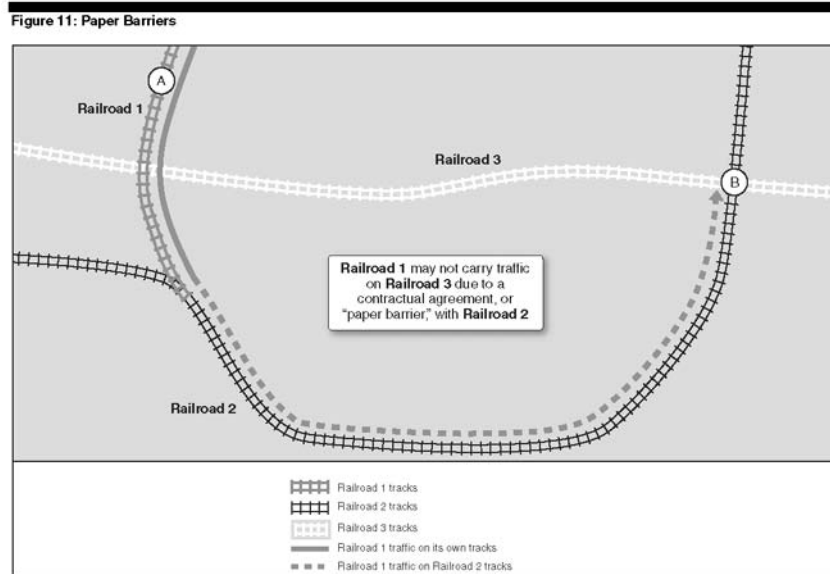 Figure 11: Paper Barriers
A
Railroad 1
Railroad 3
B
Railroad 1 may not carry traffic
on Railroad 3 due to a
contractual agreement, or
“paper barrier,” with Railroad 2
Railroad 2
Railroad 1 tracks
Railroad 2 tracks
Railroad 3 tracks
Railroad 1 traffic on its own tracks
Railroad 1 traffic on Railroad 2 tracks